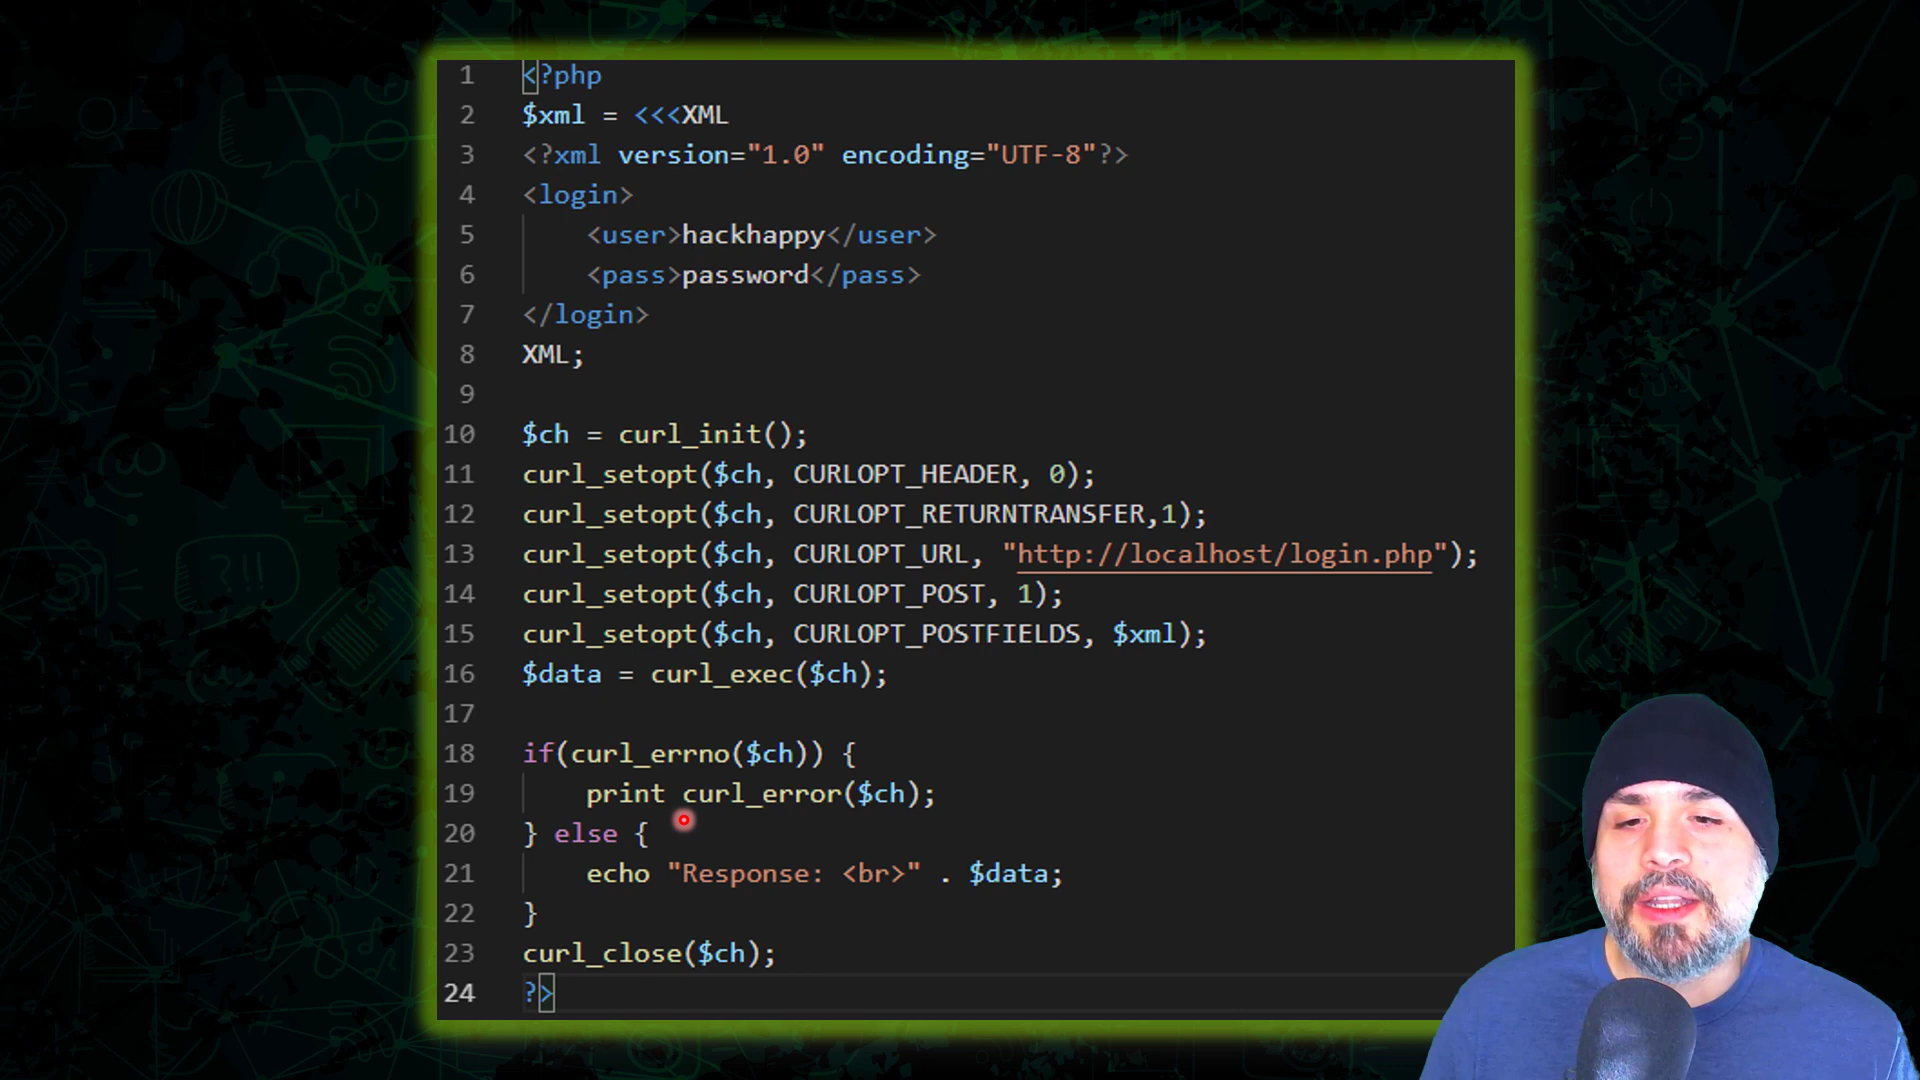 1 <?php
2 $xml = <<<XML
3 <?xml version="1.0" encoding="UTF-8"?>
4 <login>
5     <user>hackhappy</user>
6     <pass>password</pass>
7 </login>
8 XML;
9
10 $ch = curl_init();
11 curl_setopt($ch, CURLOPT_HEADER, 0);
12 curl_setopt($ch, CURLOPT_RETURNTRANSFER,1);
13 curl_setopt($ch, CURLOPT_URL, "http://localhost/login.php");
14 curl_setopt($ch, CURLOPT_POST, 1);
15 curl_setopt($ch, CURLOPT_POSTFIELDS, $xml);
16 $data = curl_exec($ch);
17
18 if(curl_errno($ch)) {
19     print curl_error($ch);
20 } else {
21     echo "Response: <br>" . $data;
22 }
23 curl_close($ch);
24 ?>